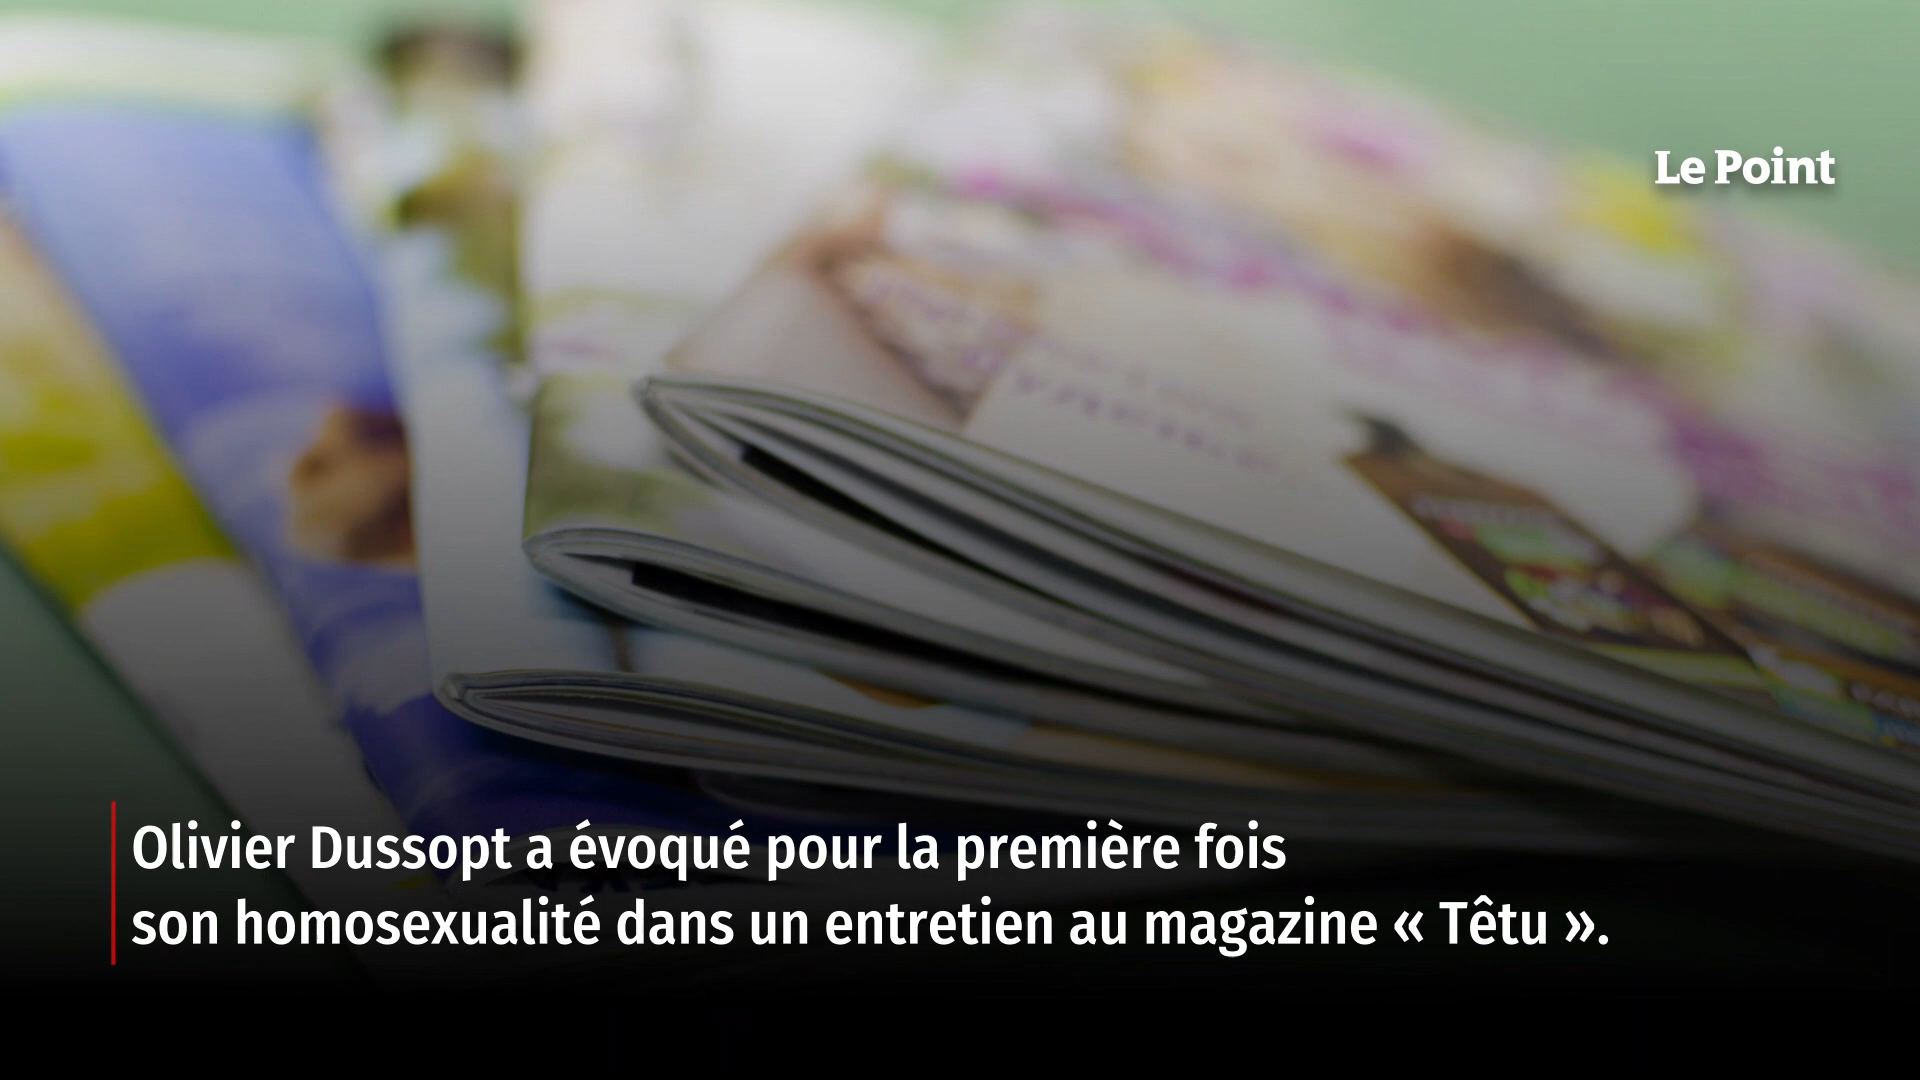 Le Point
Olivier Dussopt a évoqué pour la première fois
son homosexualité dans un entretien au magazine « Têtu ».